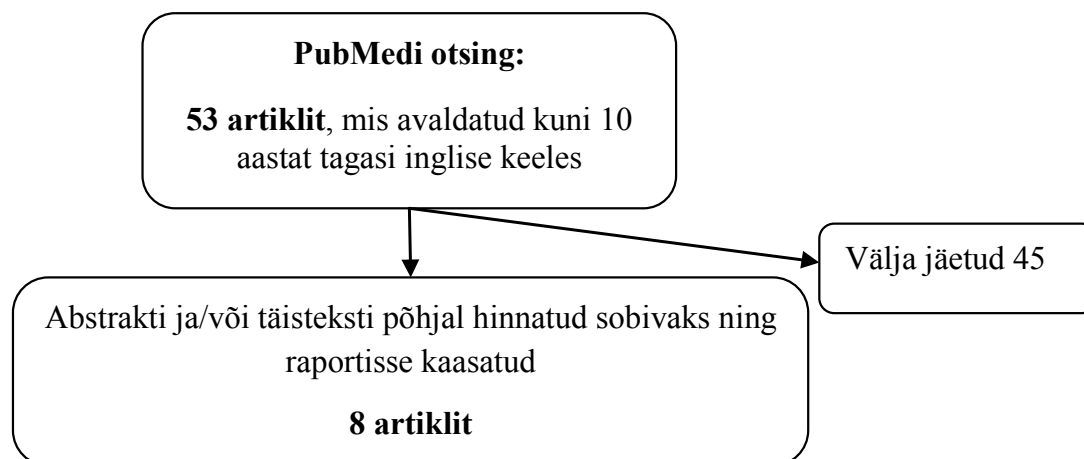 PubMedi otsing:
53 artiklit, mis avaldatud kuni 10
aastat tagasi inglise keeles
Välja jäetud 45
Abstrakti ja/või täisteksti põhjal hinnatud sobivaks ning
raportisse kaasatud
8 artiklit